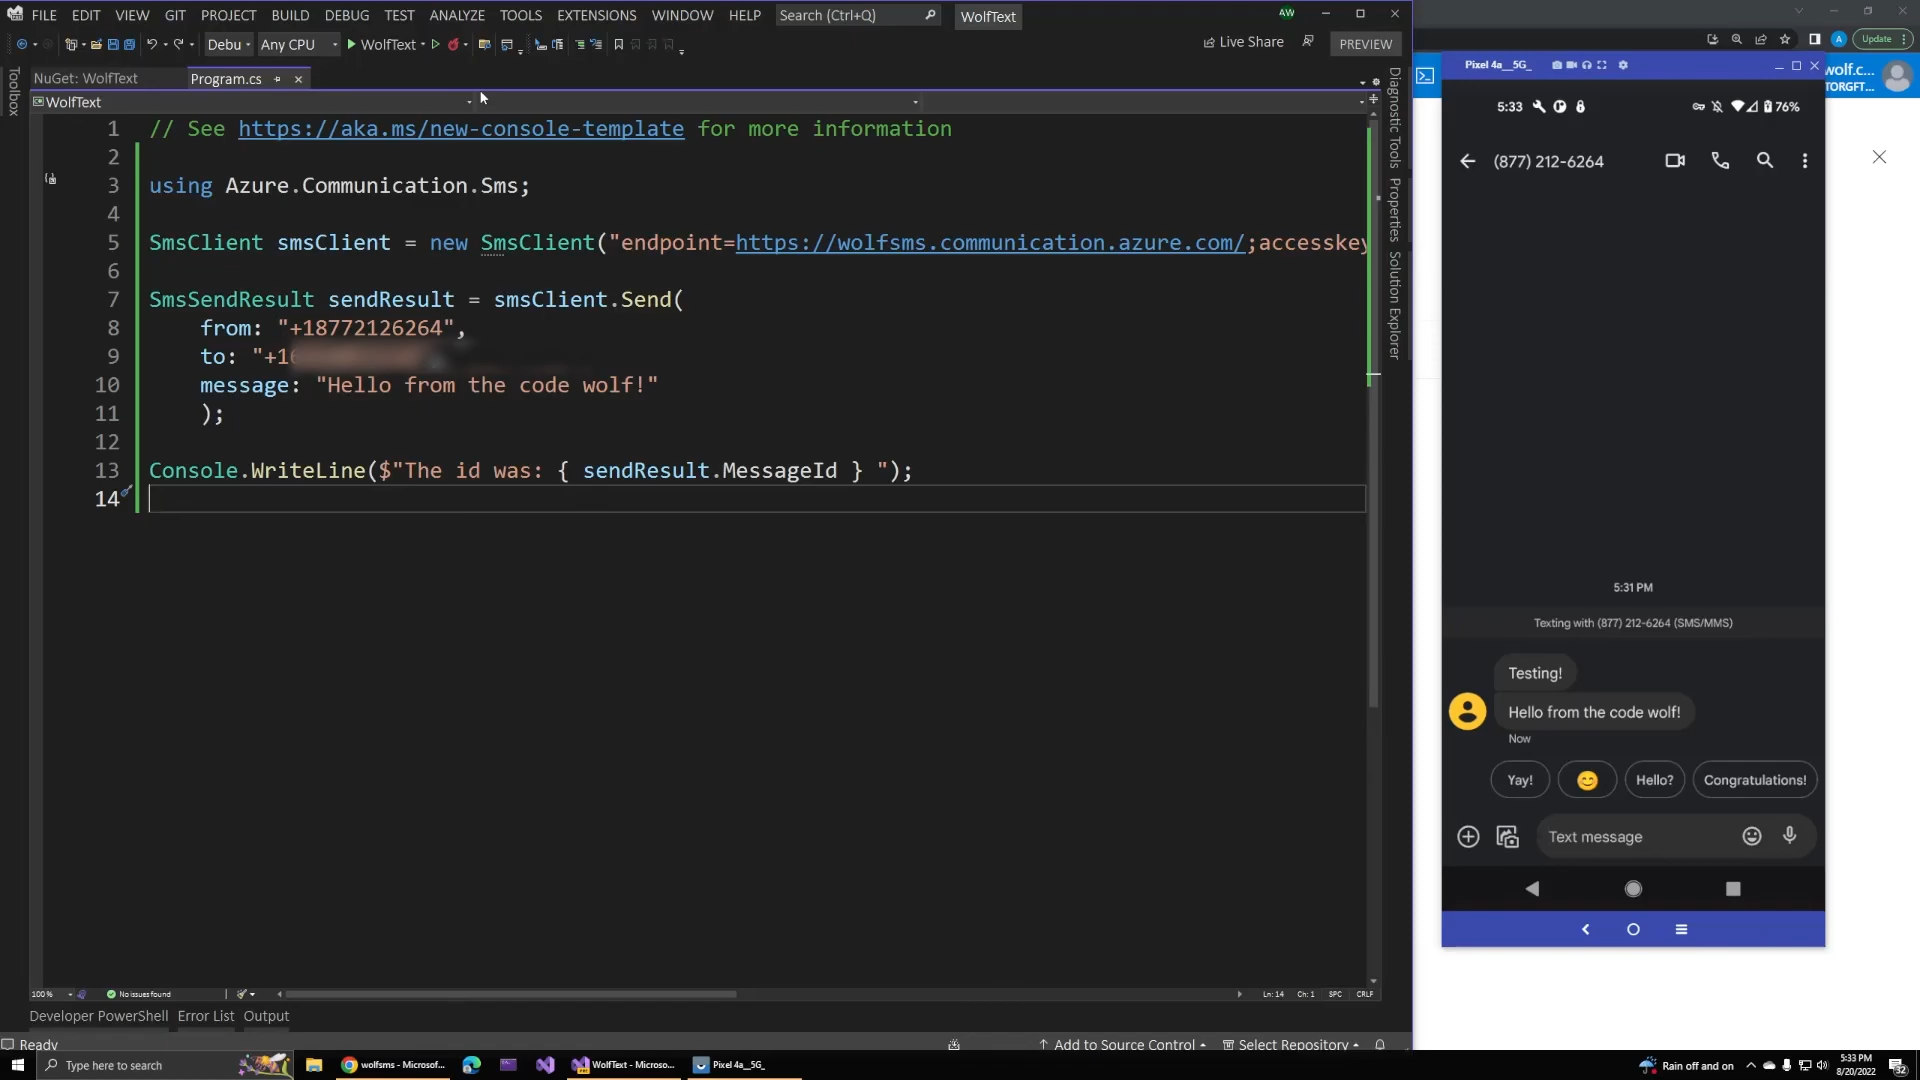 FILE EDIT VIEW GIT PROJECT BUILD DEBUG TEST ANALYZE TOOLS EXTENSIONS WINDOW HELP Search (Ctrl+Q) WolfText AW
Debu Any CPU WolfText Live Share PREVIEW
Update
NuGet: WolfText Program.cs
WolfText
Toolbox
1 // See https://aka.ms/new-console-template for more information
2
3 using Azure.Communication.Sms;
4
5 SmsClient smsClient = new SmsClient("endpoint=https://wolfsms.communication.azure.com/;accesskey
6
7 SmsSendResult sendResult = smsClient.Send(
8 from: "+18772126264",
9 to: "+1
10 message: "Hello from the code wolf!"
11 );
12
13 Console.WriteLine($"The id was: { sendResult.MessageId } ");
14
Diagnostic Tools
Properties
Solution Explorer
100 % No issues found Ln: 14 Ch: 1 SPC CRLF
Developer PowerShell Error List Output
Ready Add to Source Control Select Repository
Pixel 4a__5G_
wolf.c...
TORGFT...
5:33 76%
(877) 212-6264
5:31 PM
Texting with (877) 212-6264 (SMS/MMS)
Testing!
Hello from the code wolf!
Now
Yay! Hello? Congratulations!
Text message
Type here to search wolfsms - Microsof... WolfText - Microso... Pixel 4a__5G_ Rain off and on 5:33 PM
8/20/2022
32